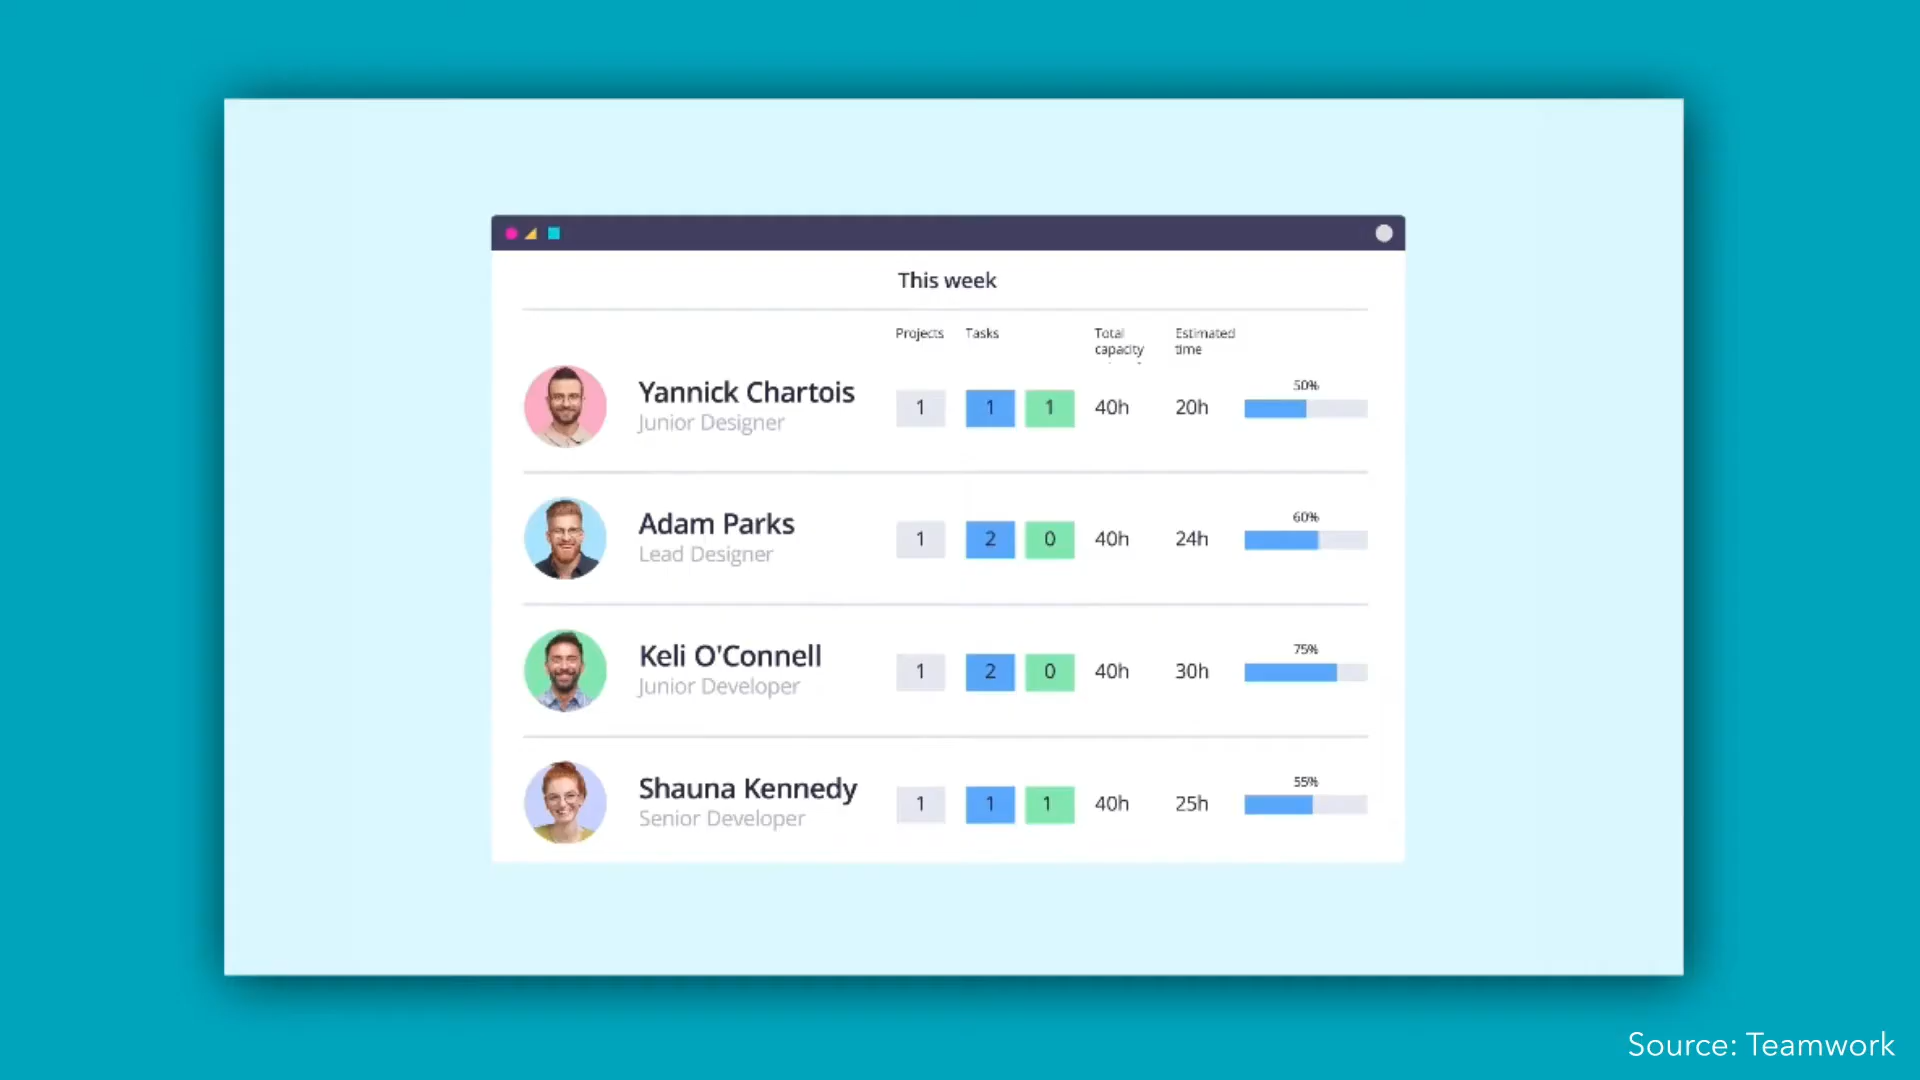 This week
Projects Tasks Total capacity Estimated time
Yannick Chartois
Junior Designer
1 1 1 40h 20h 50%
Adam Parks
Lead Designer
1 2 0 40h 24h 60%
Keli O'Connell
Junior Developer
1 2 0 40h 30h 75%
Shauna Kennedy
Senior Developer
1 1 1 40h 25h 55%
Source: Teamwork